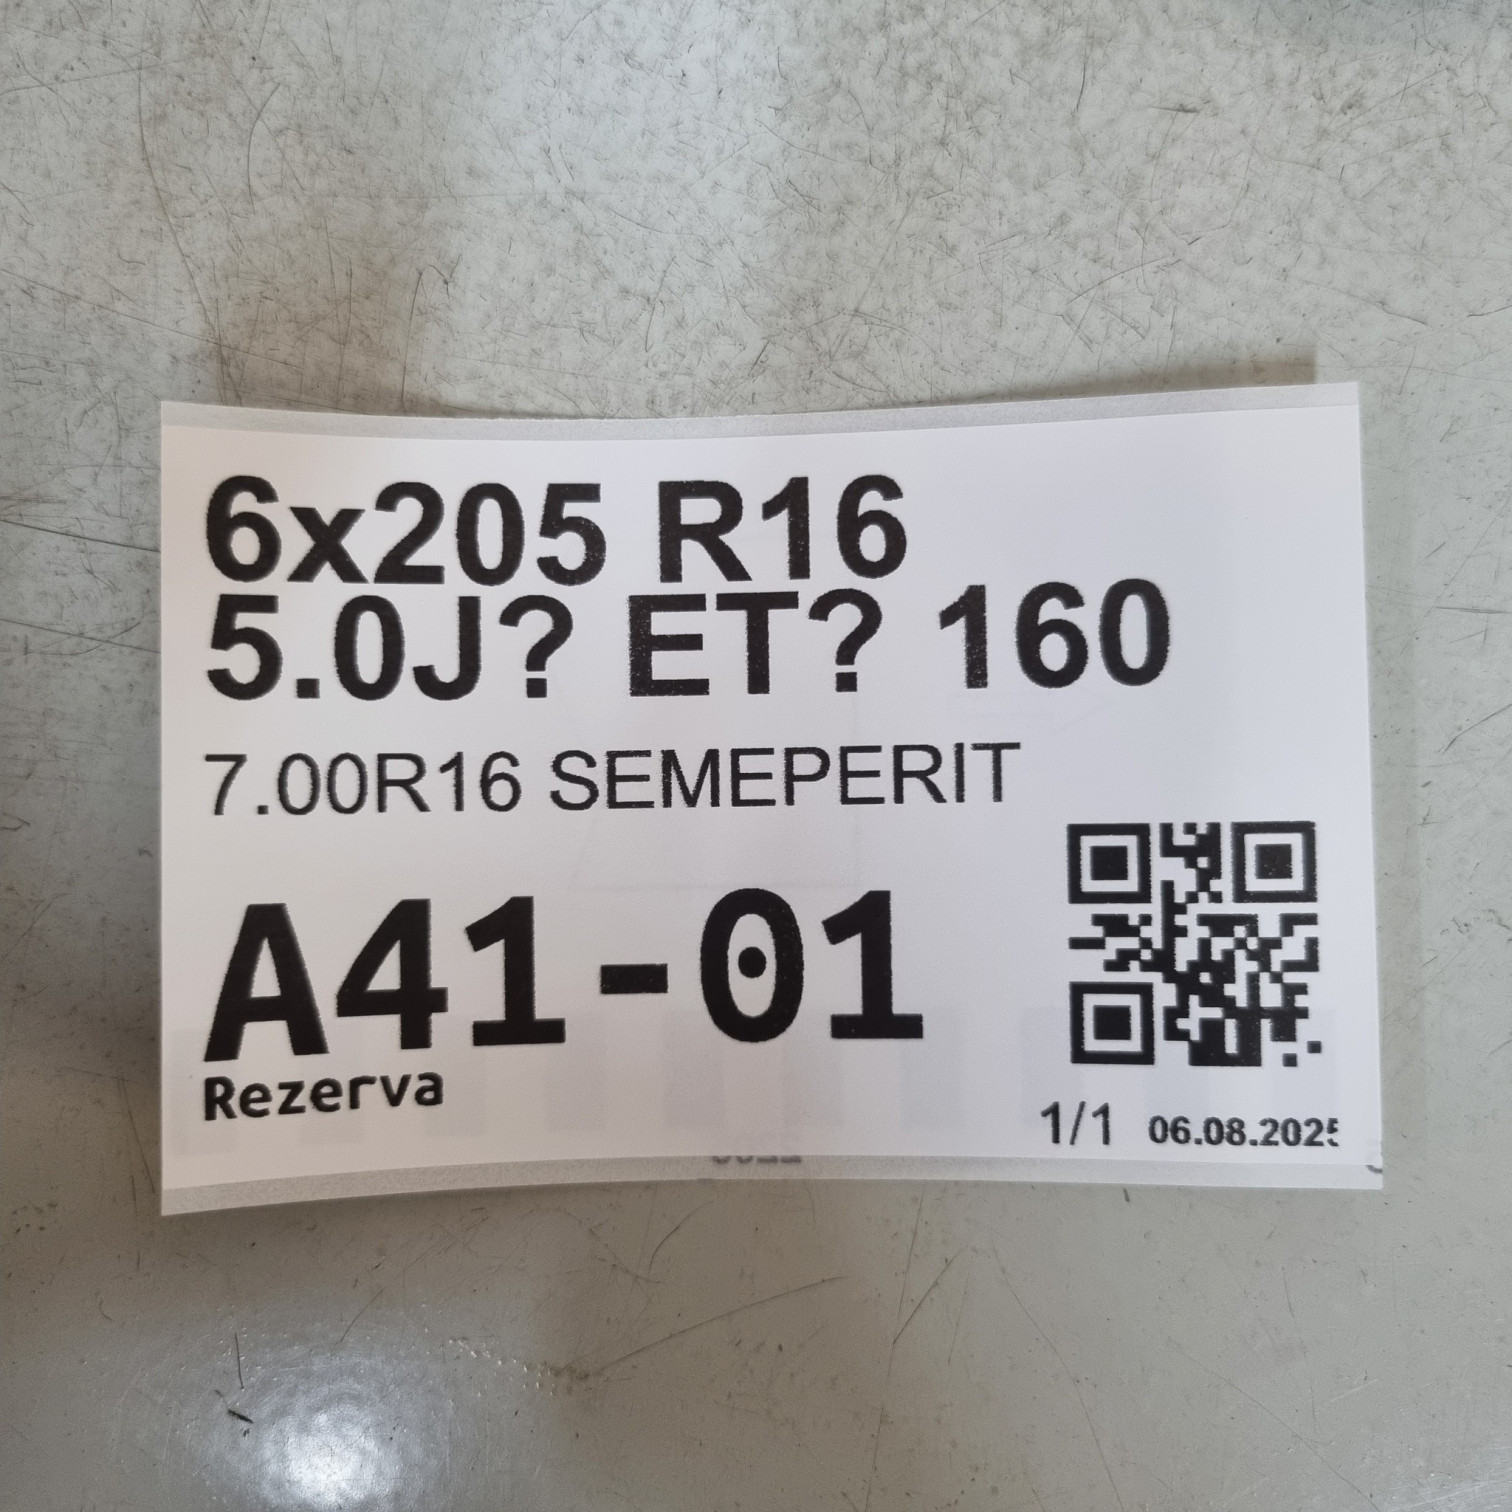 6x205 R16
5.0J? ET? 160
7.00R16 SEMEPERIT
A41-01
Rezerva
1/1 06.08.2025